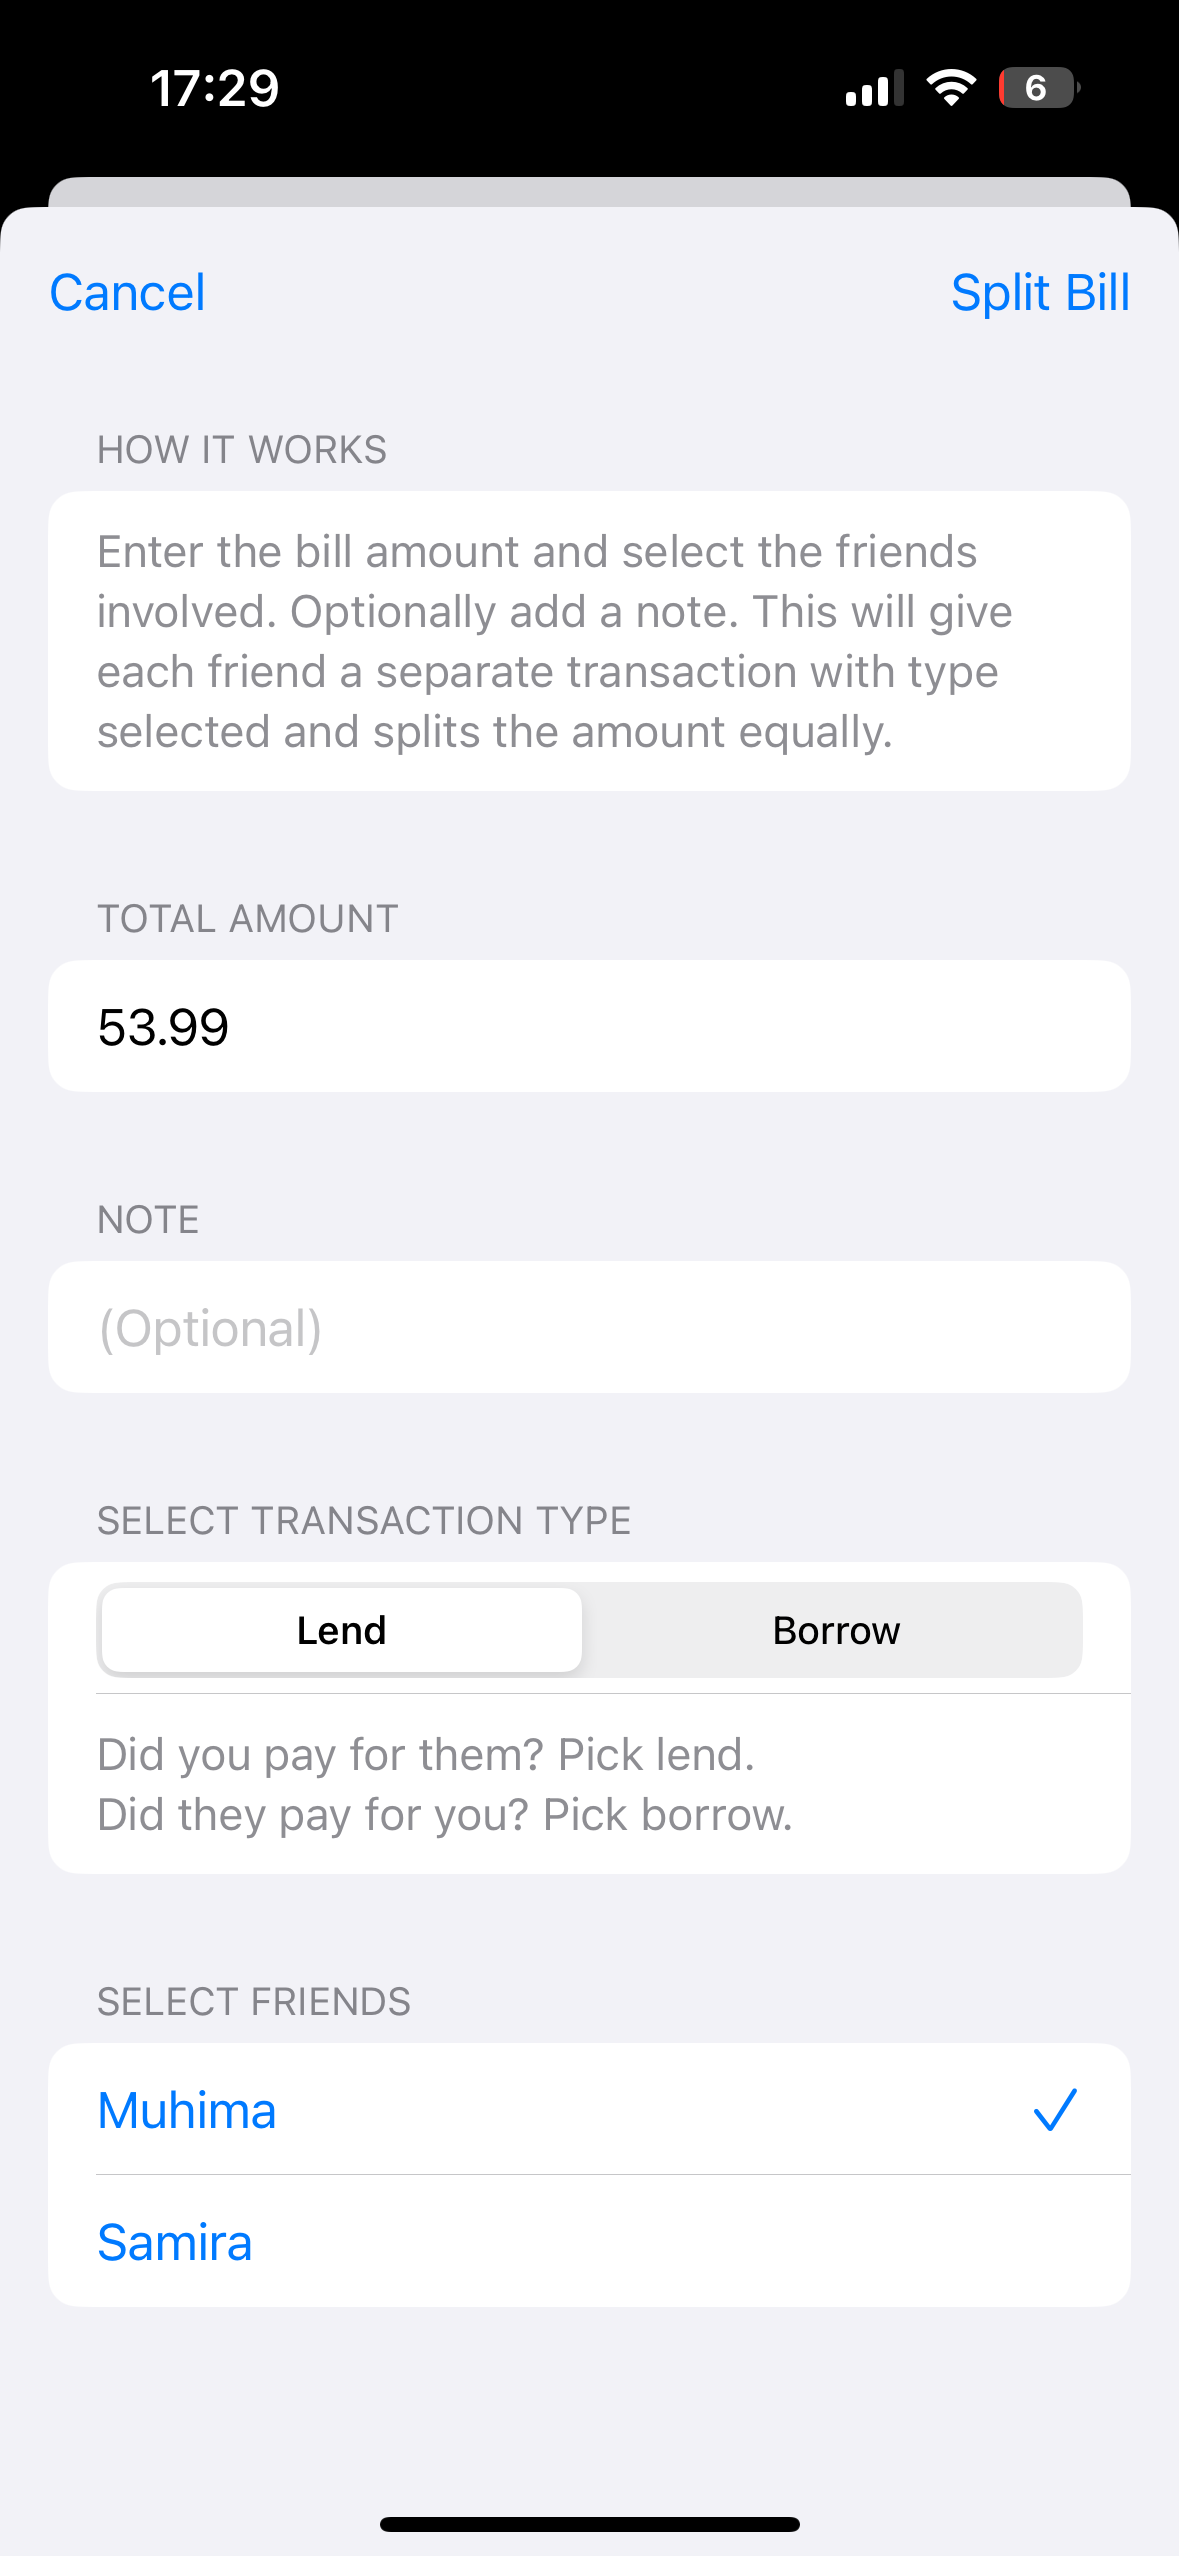 17:29
6
Cancel
Split Bill
HOW IT WORKS
Enter the bill amount and select the friends
involved. Optionally add a note. This will give
each friend a separate transaction with type
selected and splits the amount equally.
TOTAL AMOUNT
53.99
NOTE
(Optional)
SELECT TRANSACTION TYPE
Lend
Borrow
Did you pay for them? Pick lend.
Did they pay for you? Pick borrow.
SELECT FRIENDS
Muhima
Samira